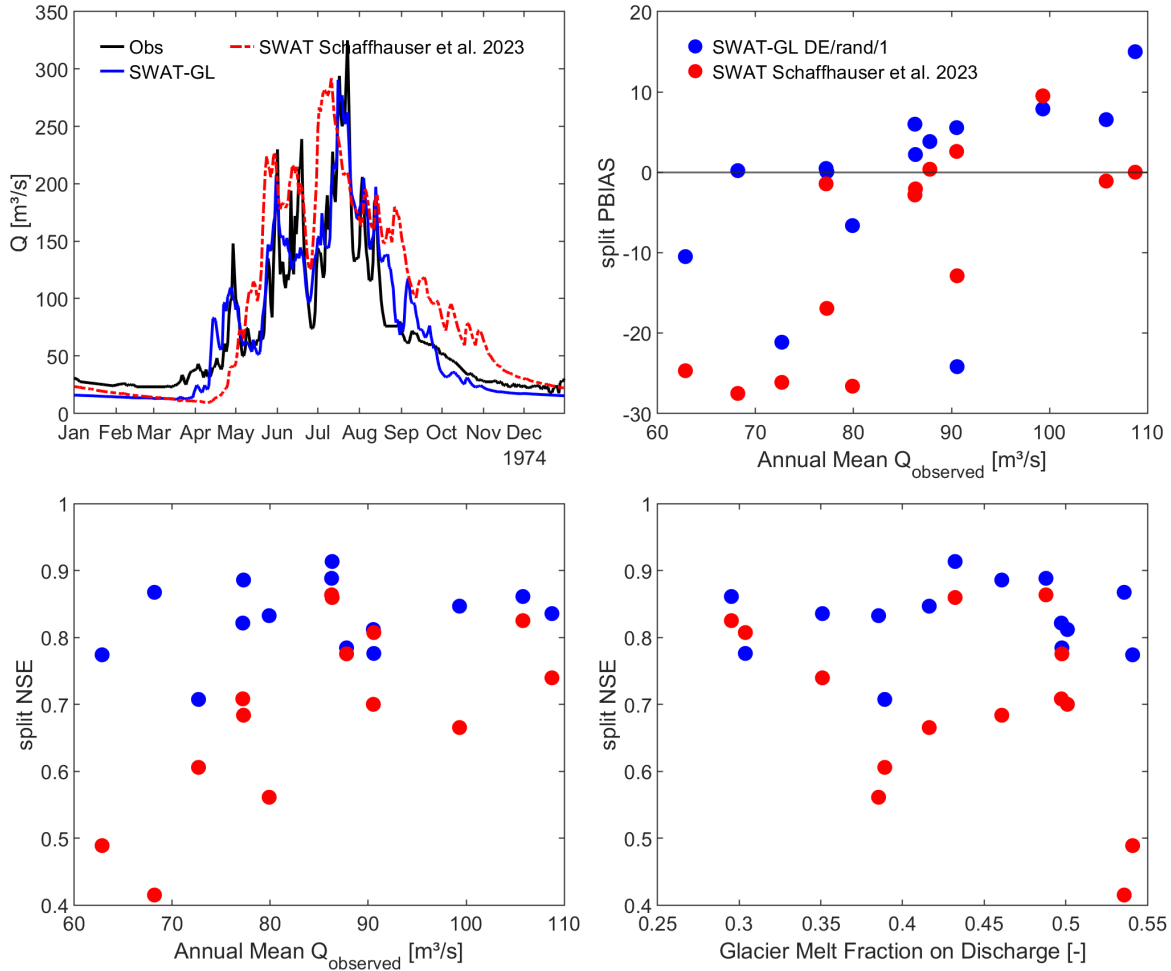 350
300
250
200
150
100
50
0
Q [m³/s]
Obs
SWAT Schaffhauser et al. 2023
SWAT-GL
Jan Feb Mar Apr May Jun Jul Aug Sep Oct Nov Dec
1974
20
10
0
-10
-20
-30
split PBIAS
SWAT-GL DE/rand/1
SWAT Schaffhauser et al. 2023
60 70 80 90 100 110
Annual Mean Qobserved [m³/s]
1
0.9
0.8
0.7
0.6
0.5
0.4
split NSE
60 70 80 90 100 110
Annual Mean Qobserved [m³/s]
1
0.9
0.8
0.7
0.6
0.5
0.4
split NSE
0.25 0.3 0.35 0.4 0.45 0.5 0.55
Glacier Melt Fraction on Discharge [-]